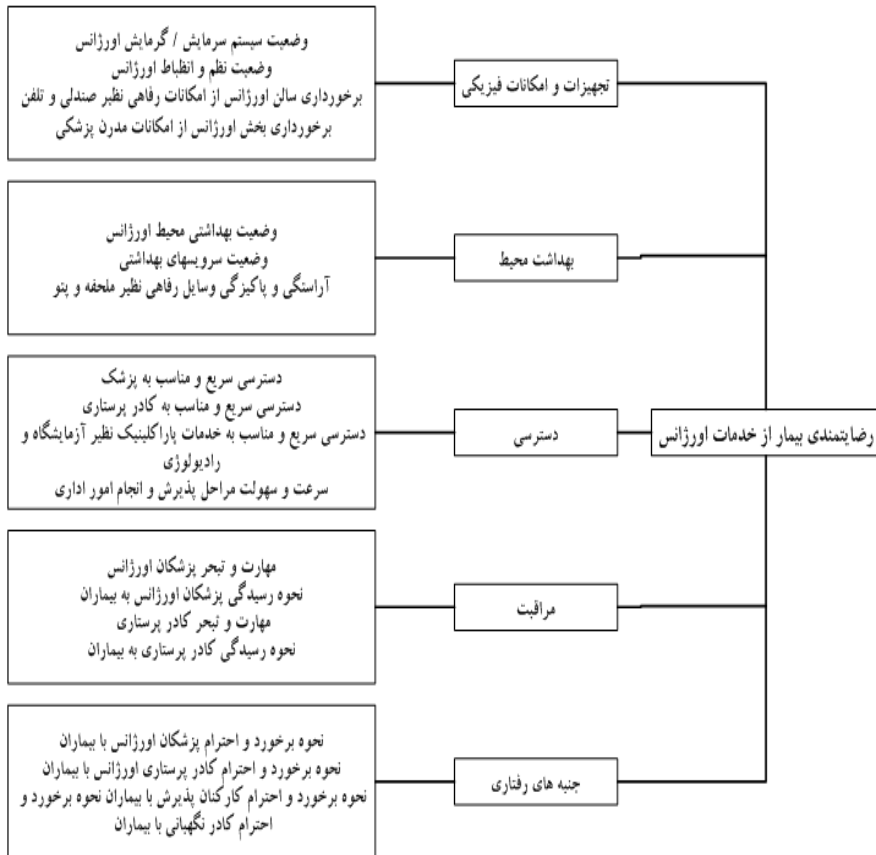 رضایتمندی بیمار از خدمات اورژانس
تجهیزات و امکانات فیزیکی
وضعیت سیستم سرمایش / گرمایش اورژانس
وضعیت نظم و انظباط اورژانس
برخورداری سالن اورژانس از امکانات رفاهی نظیر صندلی و تلفن
برخورداری بخش اورژانس از امکانات مدرن پزشکی
بهداشت محیط
وضعیت بهداشتی محیط اورژانس
وضعیت سرویسهای بهداشتی
آراستگی و پاکیزگی وسایل رفاهی نظیر ملحفه و پتو
دسترسی
دسترسی سریع و مناسب به پزشک
دسترسی سریع و مناسب به کادر پرستاری
دسترسی سریع و مناسب به خدمات پاراکلینیک نظیر آزمایشگاه و
رادیولوژی
سرعت و سهولت مراحل پذیرش و انجام امور اداری
مراقبت
مهارت و تبحر پزشکان اورژانس
نحوه رسیدگی پزشکان اورژانس به بیماران
مهارت و تبحر کادر پرستاری
نحوه رسیدگی کادر پرستاری به بیماران
جنبه های رفتاری
نحوه برخورد و احترام پزشکان اورژانس با بیماران
نحوه برخورد و احترام کادر پرستاری اورژانس با بیماران
نحوه برخورد و احترام کارکنان پذیرش با بیماران نحوه برخورد و
احترام کادر نگهبانی با بیماران